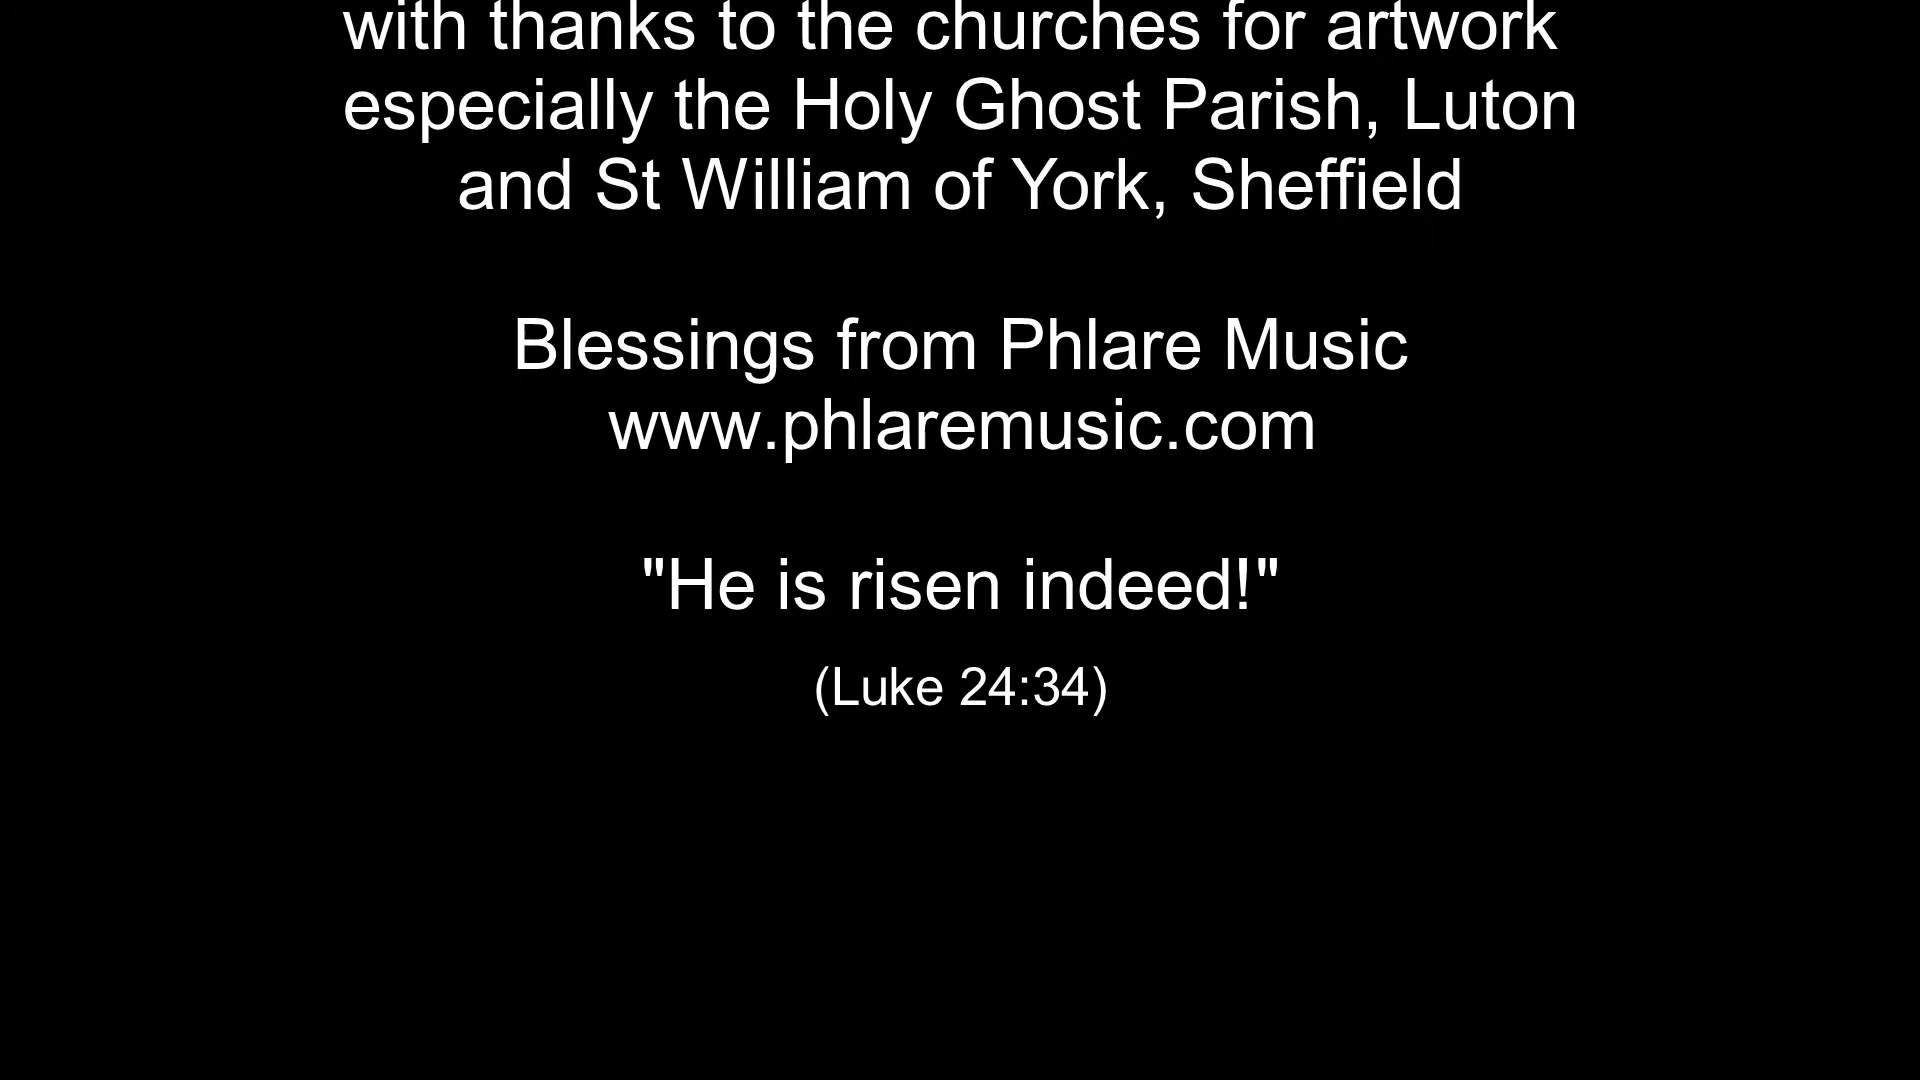 with thanks to the churches for artwork
especially the Holy Ghost Parish, Luton
and St William of York, Sheffield
Blessings from Phlare Music
www.phlaremusic.com
"He is risen indeed!"
(Luke 24:34)